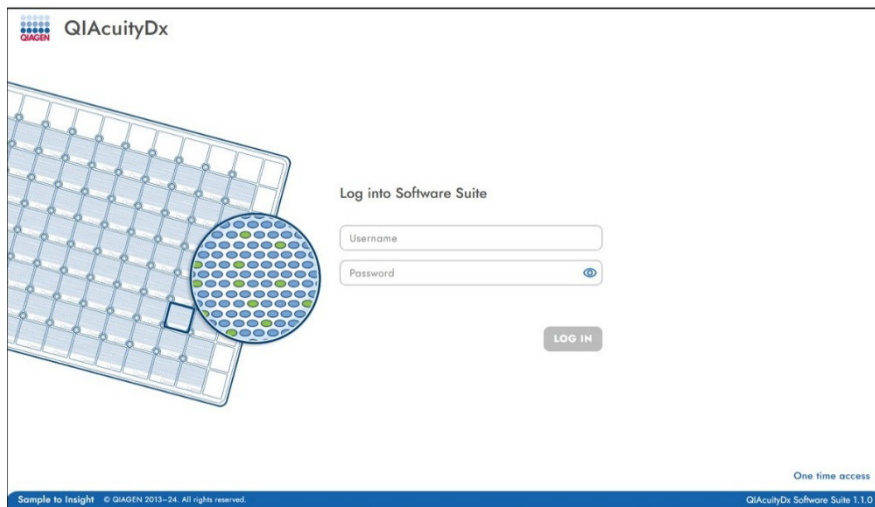 QIAGEN
QIAcuityDx
Log into Software Suite
Username
Password
LOG IN
One time access
Sample to Insight © QIAGEN 2013–24. All rights reserved.
QIAcuityDx Software Suite 1.1.0